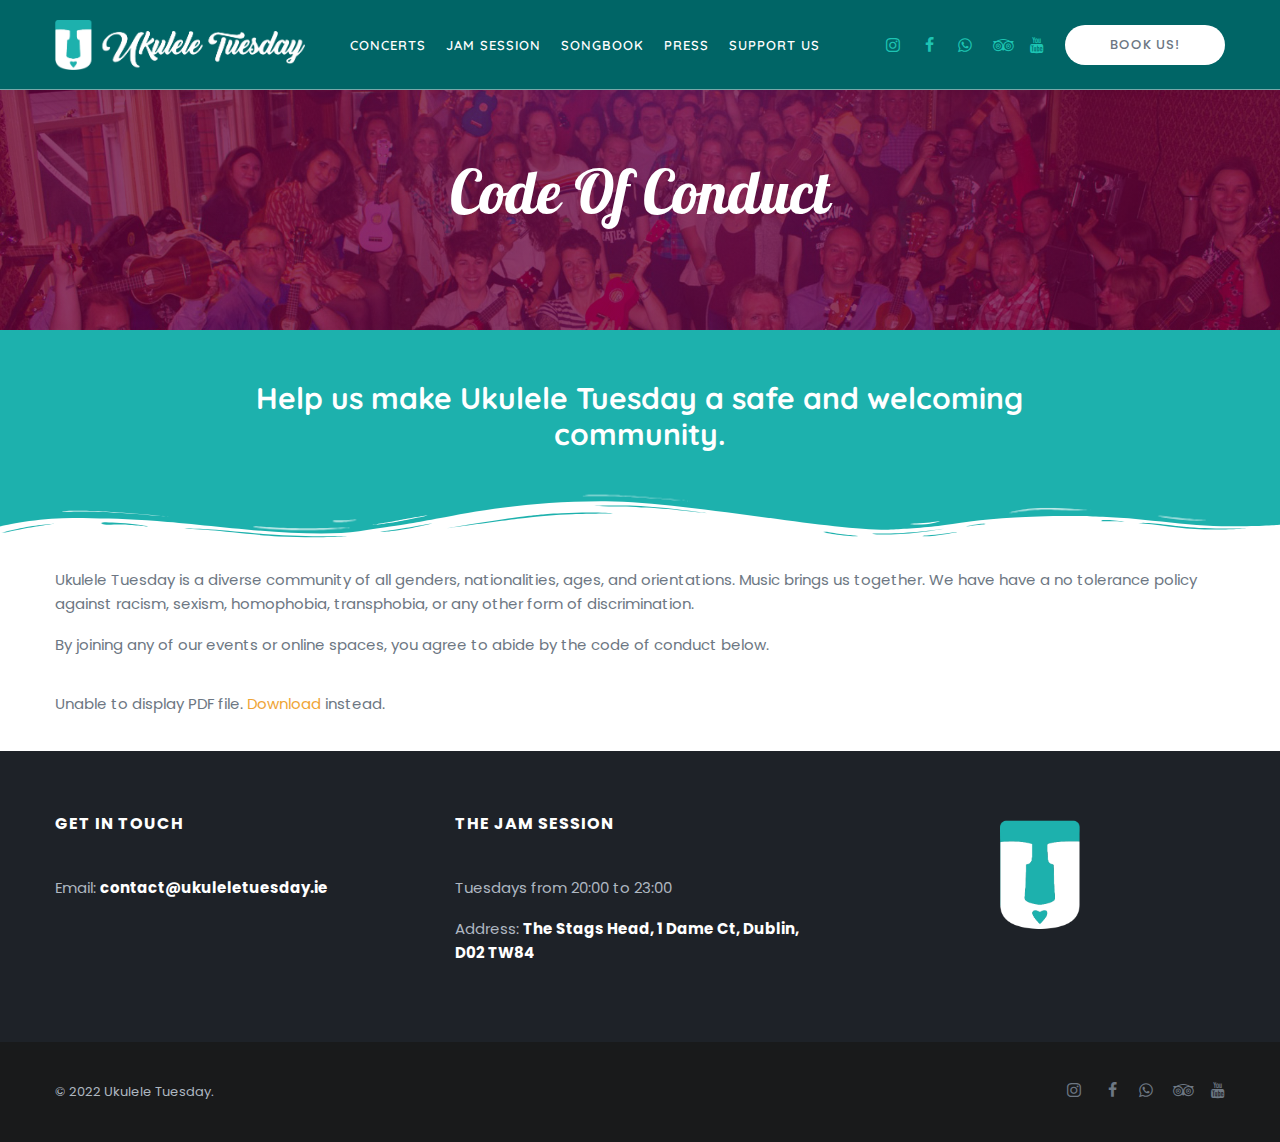 Ukulele Tuesday
CONCERTS JAM SESSION SONGBOOK PRESS SUPPORT US
BOOK US!
Code Of Conduct
Help us make Ukulele Tuesday a safe and welcoming
community.
Ukulele Tuesday is a diverse community of all genders, nationalities, ages, and orientations. Music brings us together. We have have a no tolerance policy
against racism, sexism, homophobia, transphobia, or any other form of discrimination.
By joining any of our events or online spaces, you agree to abide by the code of conduct below.
Unable to display PDF file. Download instead.
GET IN TOUCH
Email: contact@ukuleletuesday.ie
THE JAM SESSION
Tuesdays from 20:00 to 23:00
Address: The Stags Head, 1 Dame Ct, Dublin,
D02 TW84
© 2022 Ukulele Tuesday.